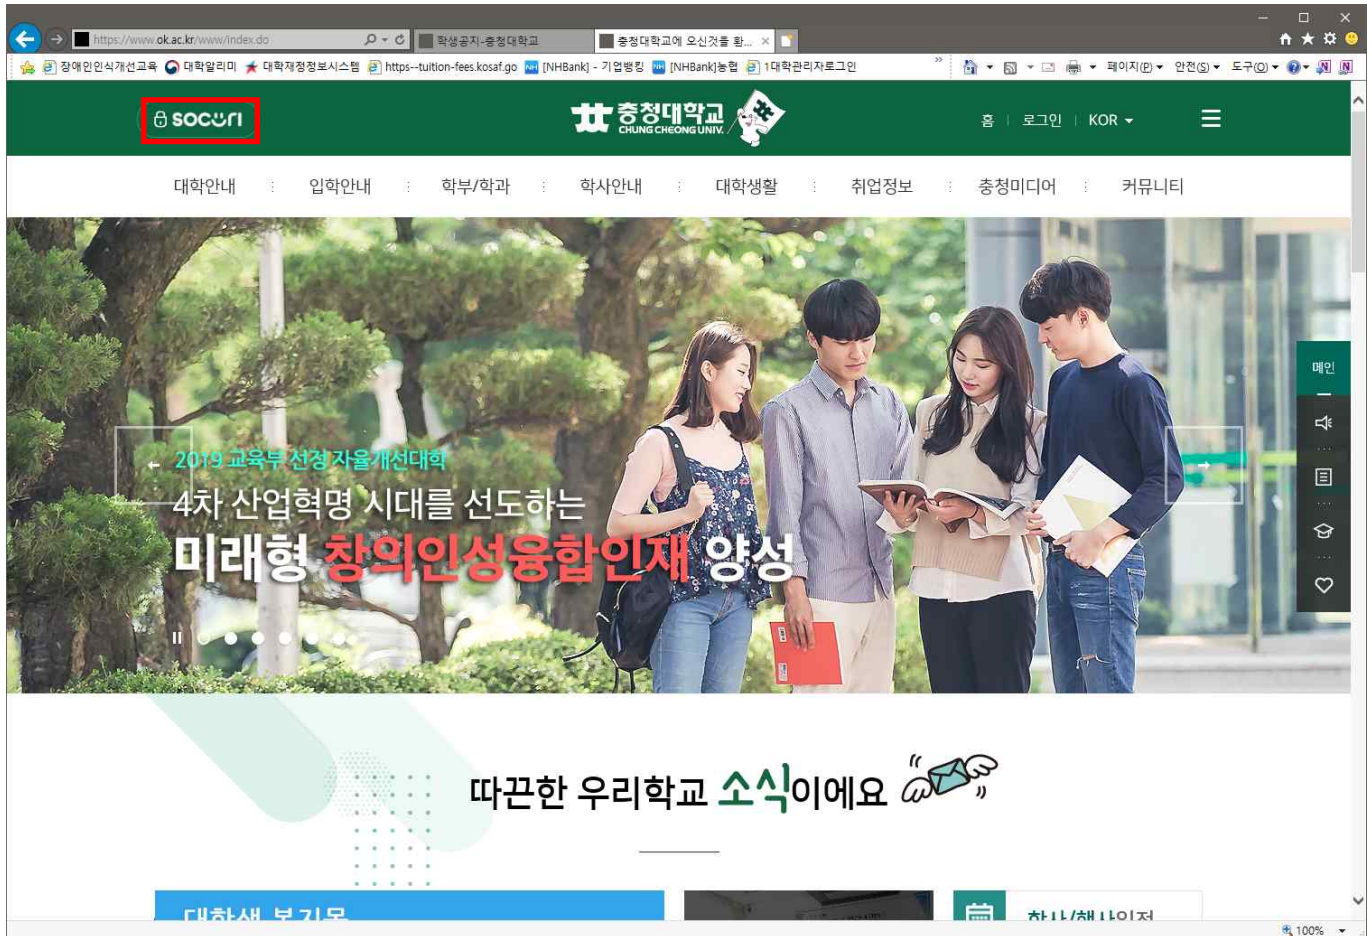 https://www.ok.ac.kr/www/index.do
학생공지-충청대학교
충청대학교에 오신것을 환...
장애인인식개선교육
대학알리미
대학재정정보시스템
https--tuition-fees.kosaf.go
[NHBank] - 기업뱅킹
[NHBank]농협
1대학관리자로그인
페이지(P)
안전(S)
도구(O)
socuri
충청대학교
CHUNG CHEONG UNIV.
홈
로그인
KOR
대학안내
입학안내
학부/학과
학사안내
대학생활
취업정보
충청미디어
커뮤니티
메인
2019 교육부 선정 자율개선대학
4차 산업혁명 시대를 선도하는
미래형 창의인성융합인재 양성
따끈한 우리학교 소식이에요
100%